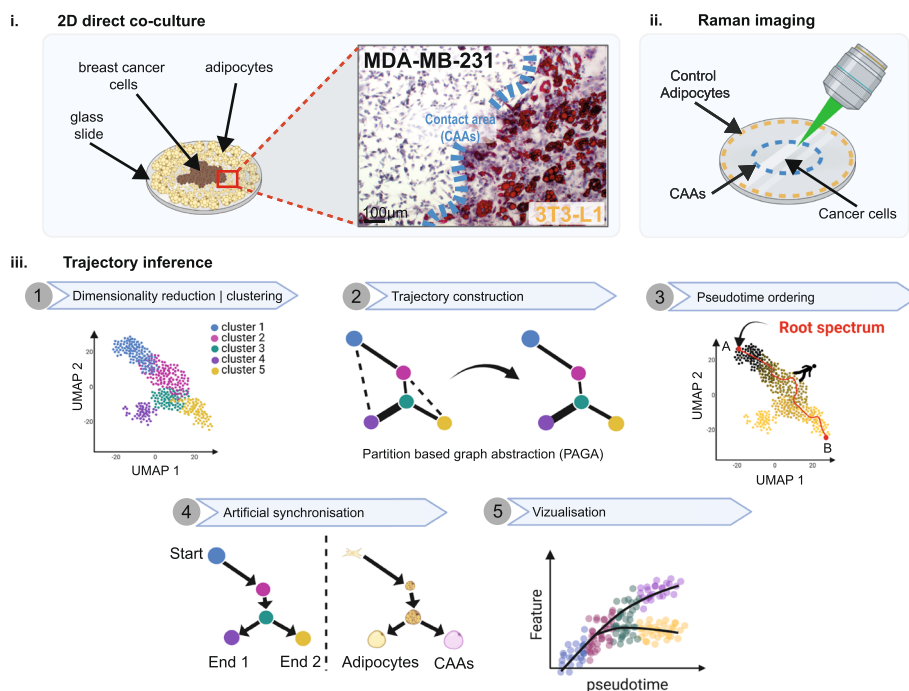 i. 2D direct co-culture
breast cancer
cells
adipocytes
glass
slide
MDA-MB-231
Contact area
(CAAs)
100µm
3T3-L1
ii. Raman imaging
Control
Adipocytes
CAAs
Cancer cells
iii. Trajectory inference
1 Dimensionality reduction | clustering
cluster 1
cluster 2
cluster 3
cluster 4
cluster 5
UMAP 2
20
0
-20
-20 0 20
UMAP 1
2 Trajectory construction
Partition based graph abstraction (PAGA)
3 Pseudotime ordering
Root spectrum
A
B
UMAP 2
20
0
-20
-20 0 20
UMAP 1
4 Artificial synchronisation
Start
End 1 End 2
Adipocytes CAAs
5 Vizualisation
Feature
pseudotime